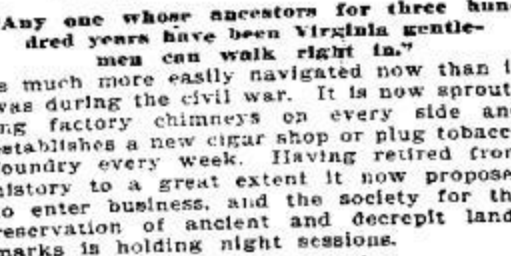 Any one whose ancestors for three hun-
dred years have been Virginia gentle-
men can walk right in."
s much more easily navigated now than i
was during the civil war. It is now sprout
ng factory chimneys on every side an
establishes a new cigar shop or plug tobacc
oundry every week. Having retired from
history to a great extent it now propose
o enter business, and the society for th
reservation of ancient and decrepit land
marks is holding night sessions.